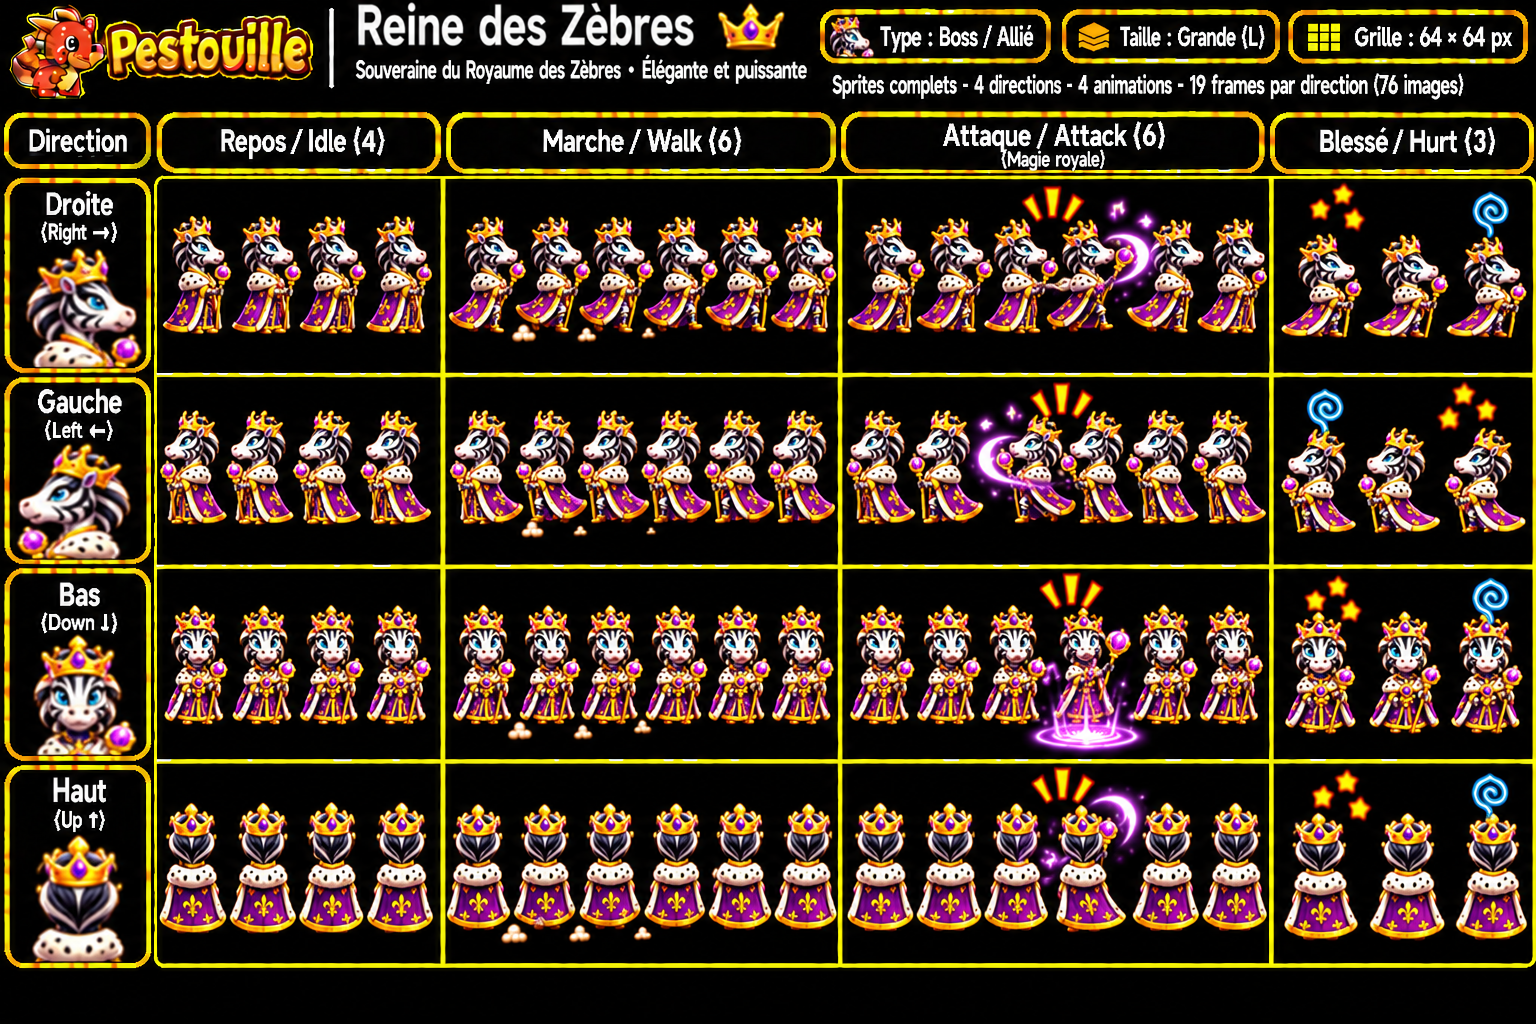 Pestouille
Reine des Zèbres
Souveraine du Royaume des Zèbres • Élégante et puissante
Type : Boss / Allié
Taille : Grande (L)
Grille : 64 × 64 px
Sprites complets - 4 directions - 4 animations - 19 frames par direction (76 images)
Direction
Repos / Idle (4)
Marche / Walk (6)
Attaque / Attack (6)
(Magie royale)
Blessé / Hurt (3)
Droite
(Right →)
Gauche
(Left ←)
Bas
(Down ↓)
Haut
(Up ↑)